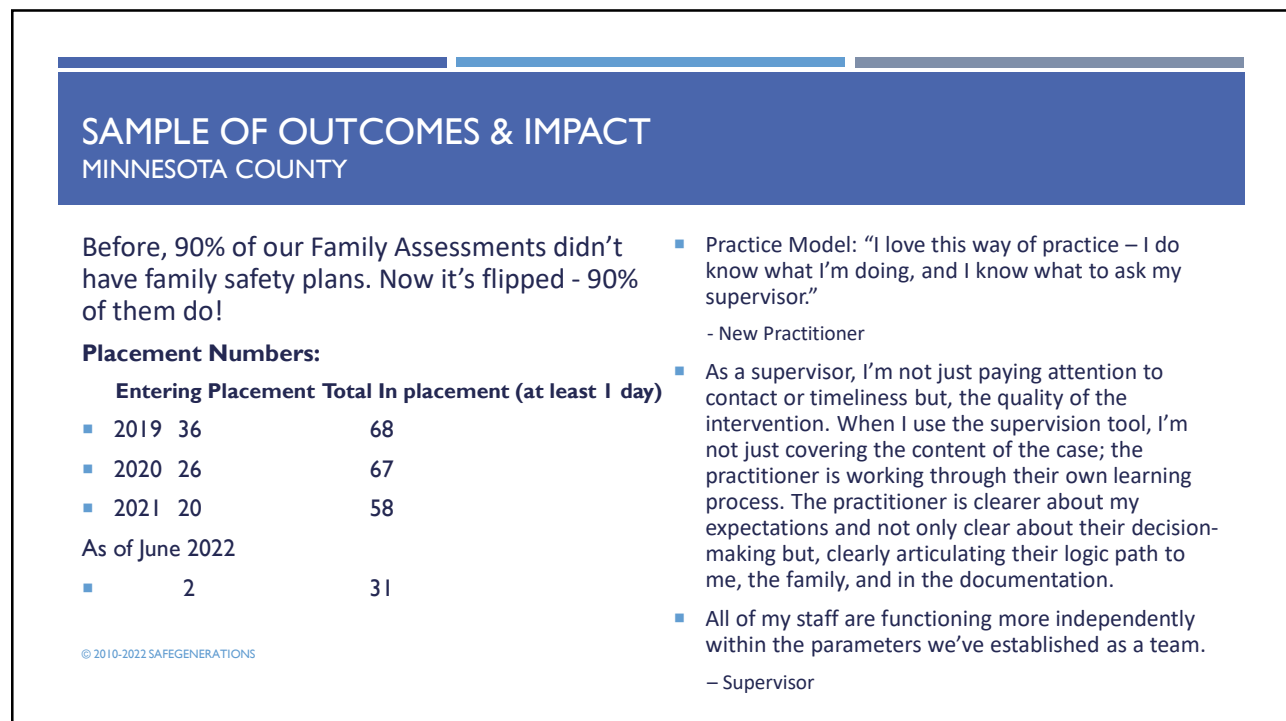 SAMPLE OF OUTCOMES & IMPACT
MINNESOTA COUNTY
Before, 90% of our Family Assessments didn’t
have family safety plans. Now it’s flipped - 90%
of them do!
Placement Numbers:
Entering Placement Total In placement (at least 1 day)
▪ 2019 36 68
▪ 2020 26 67
▪ 2021 20 58
As of June 2022
▪ 2 31
© 2010-2022 SAFEGENERATIONS
▪ Practice Model: “I love this way of practice – I do
know what I’m doing, and I know what to ask my
supervisor.”
- New Practitioner
▪ As a supervisor, I’m not just paying attention to
contact or timeliness but, the quality of the
intervention. When I use the supervision tool, I’m
not just covering the content of the case; the
practitioner is working through their own learning
process. The practitioner is clearer about my
expectations and not only clear about their decision-
making but, clearly articulating their logic path to
me, the family, and in the documentation.
▪ All of my staff are functioning more independently
within the parameters we’ve established as a team.
– Supervisor